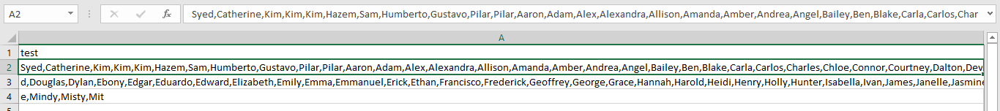 A2 fx Syed,Catherine,Kim,Kim,Kim,Hazem,Sam,Humberto,Gustavo,Pilar,Pilar,Aaron,Adam,Alex,Alexandra,Allison,Amanda,Amber,Andrea,Angel,Bailey,Ben,Blake,Carla,Carlos,Char
A
1 test
2 Syed,Catherine,Kim,Kim,Kim,Hazem,Sam,Humberto,Gustavo,Pilar,Pilar,Aaron,Adam,Alex,Alexandra,Allison,Amanda,Amber,Andrea,Angel,Bailey,Ben,Blake,Carla,Carlos,Charles,Chloe,Connor,Courtney,Dalton,Dev
3 d,Douglas,Dylan,Ebony,Edgar,Eduardo,Edward,Elizabeth,Emily,Emma,Emmanuel,Erick,Ethan,Francisco,Frederick,Geoffrey,George,Grace,Hannah,Harold,Heidi,Henry,Holly,Hunter,Isabella,Ivan,James,Janelle,Jasmine
4 e,Mindy,Misty,Mit
5